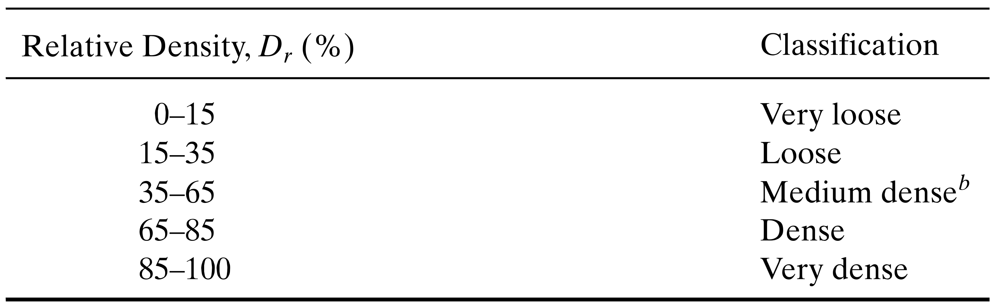 Relative Density, Dr (%) Classification
0–15 Very loose
15–35 Loose
35–65 Medium dense b
65–85 Dense
85–100 Very dense